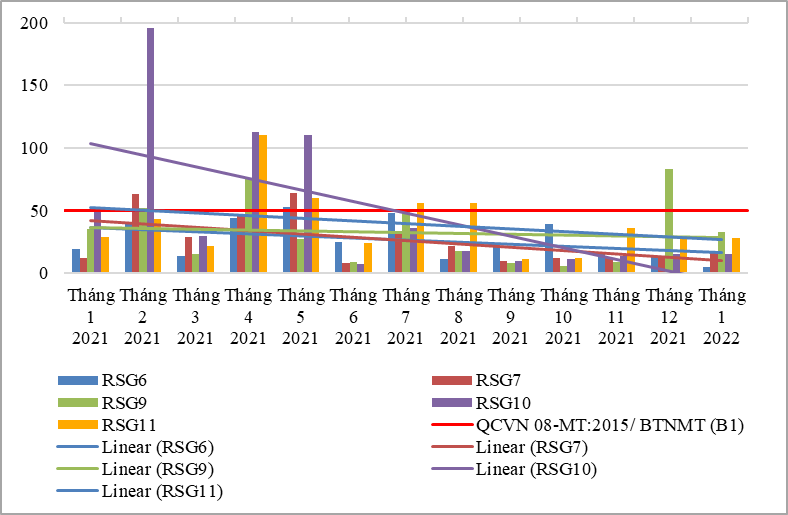 200
150
100
50
0
Tháng Tháng Tháng Tháng Tháng Tháng Tháng Tháng Tháng Tháng Tháng Tháng Tháng
1 2 3 4 5 6 7 8 9 10 11 12 1
2021 2021 2021 2021 2021 2021 2021 2021 2021 2021 2021 2021 2022
RSG6 RSG7
RSG9 RSG10
RSG11 QCVN 08-MT:2015/ BTNMT (B1)
Linear (RSG6) Linear (RSG7)
Linear (RSG9) Linear (RSG10)
Linear (RSG11)